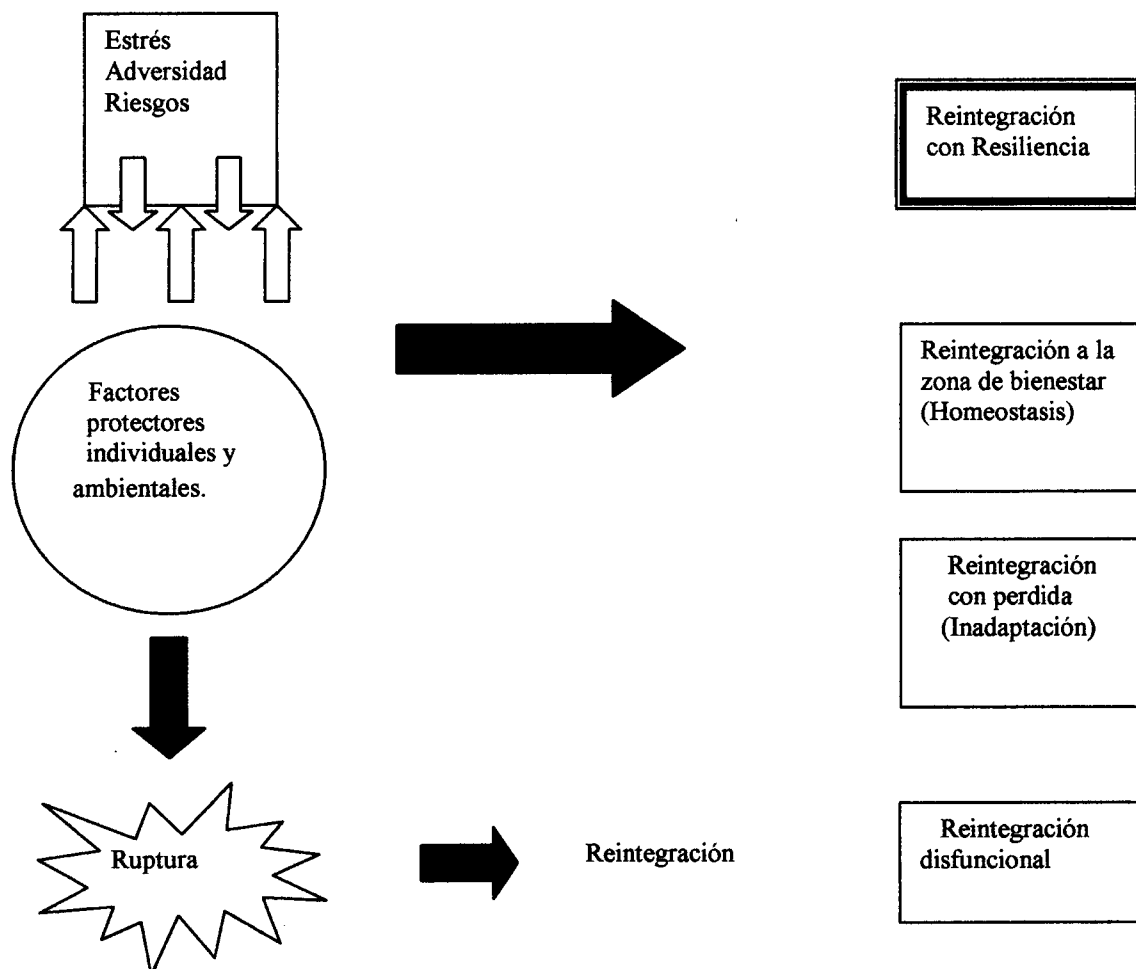 Estrés
Adversidad
Riesgos
Reintegración
con Resiliencia
Factores
protectores
individuales y
ambientales.
Reintegración a la
zona de bienestar
(Homeostasis)
Reintegración
con perdida
(Inadaptación)
Ruptura
Reintegración
Reintegración
disfuncional